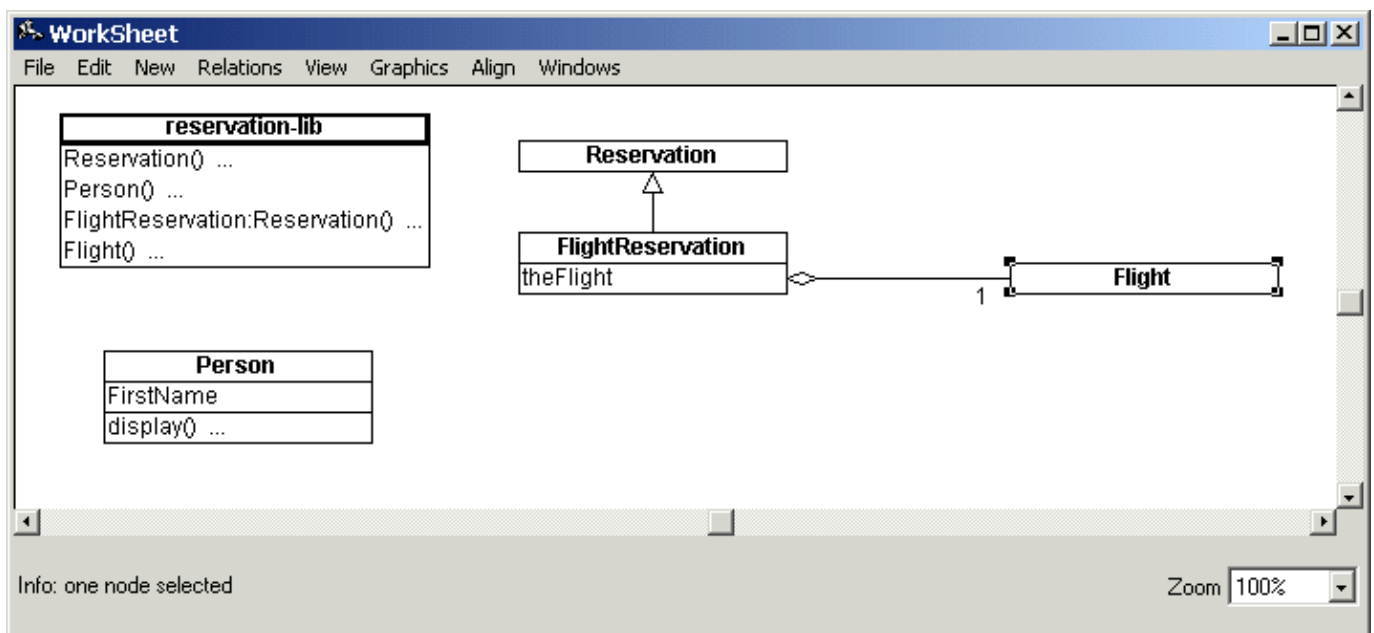 WorkSheet
File Edit New Relations View Graphics Align Windows
reservation-lib
Reservation() ...
Person() ...
FlightReservation:Reservation() ...
Flight() ...
Reservation
FlightReservation
theFlight
1
Flight
Person
FirstName
display() ...
Info: one node selected
Zoom 100%